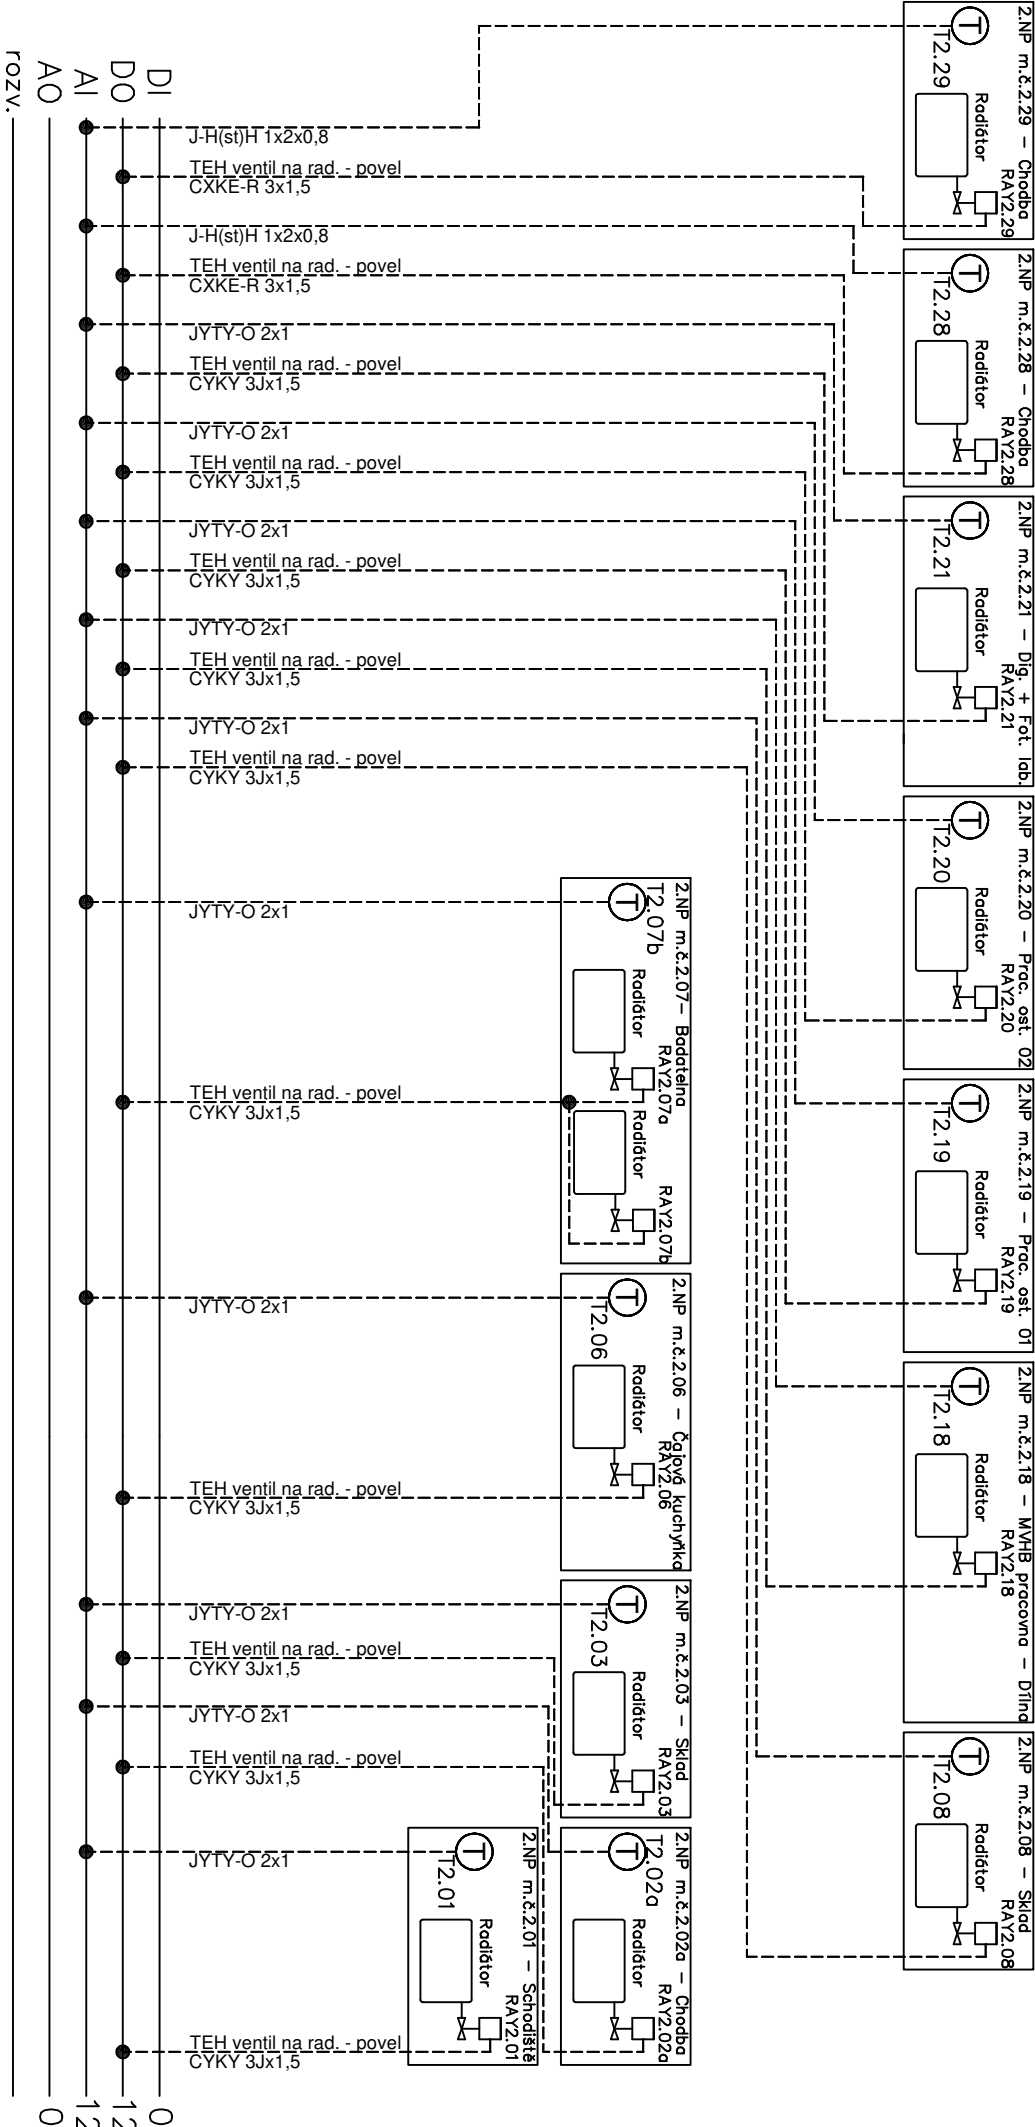 2.NP m.č.2.29 – Chodba
T2.29
Radiátor
RAY2.29
2.NP m.č.2.28 – Chodba
T2.28
Radiátor
RAY2.28
2.NP m.č.2.21 – Dig. + Fot. lab.
T2.21
Radiátor
RAY2.21
2.NP m.č.2.20 – Prac. ost. 02
T2.20
Radiátor
RAY2.20
2.NP m.č.2.19 – Prac. ost. 01
T2.19
Radiátor
RAY2.19
2.NP m.č.2.18 – MVHB pracovna – Dílna
T2.18
Radiátor
RAY2.18
2.NP m.č.2.08 – Sklad
T2.08
Radiátor
RAY2.08
2.NP m.č.2.07– Badatelna
T2.07b
Radiátor
RAY2.07a
Radiátor
RAY2.07b
2.NP m.č.2.06 – Čajová kuchyňka
T2.06
Radiátor
RAY2.06
2.NP m.č.2.03 – Sklad
T2.03
Radiátor
RAY2.03
2.NP m.č.2.02a – Chodba
T2.02a
Radiátor
RAY2.02a
2.NP m.č.2.01 – Schodiště
T2.01
Radiátor
RAY2.01
T
T
T
T
T
T
T
T
T
T
T
T
J-H(st)H 1x2x0,8
TEH ventil na rad. - povel
CXKE-R 3x1,5
J-H(st)H 1x2x0,8
TEH ventil na rad. - povel
CXKE-R 3x1,5
JYTY-O 2x1
TEH ventil na rad. - povel
CYKY 3Jx1,5
JYTY-O 2x1
TEH ventil na rad. - povel
CYKY 3Jx1,5
JYTY-O 2x1
TEH ventil na rad. - povel
CYKY 3Jx1,5
JYTY-O 2x1
TEH ventil na rad. - povel
CYKY 3Jx1,5
JYTY-O 2x1
TEH ventil na rad. - povel
CYKY 3Jx1,5
JYTY-O 2x1
TEH ventil na rad. - povel
CYKY 3Jx1,5
JYTY-O 2x1
TEH ventil na rad. - povel
CYKY 3Jx1,5
JYTY-O 2x1
TEH ventil na rad. - povel
CYKY 3Jx1,5
JYTY-O 2x1
TEH ventil na rad. - povel
CYKY 3Jx1,5
JYTY-O 2x1
TEH ventil na rad. - povel
CYKY 3Jx1,5
DI 0
DO 12
AI 12
AO 0
rozv.